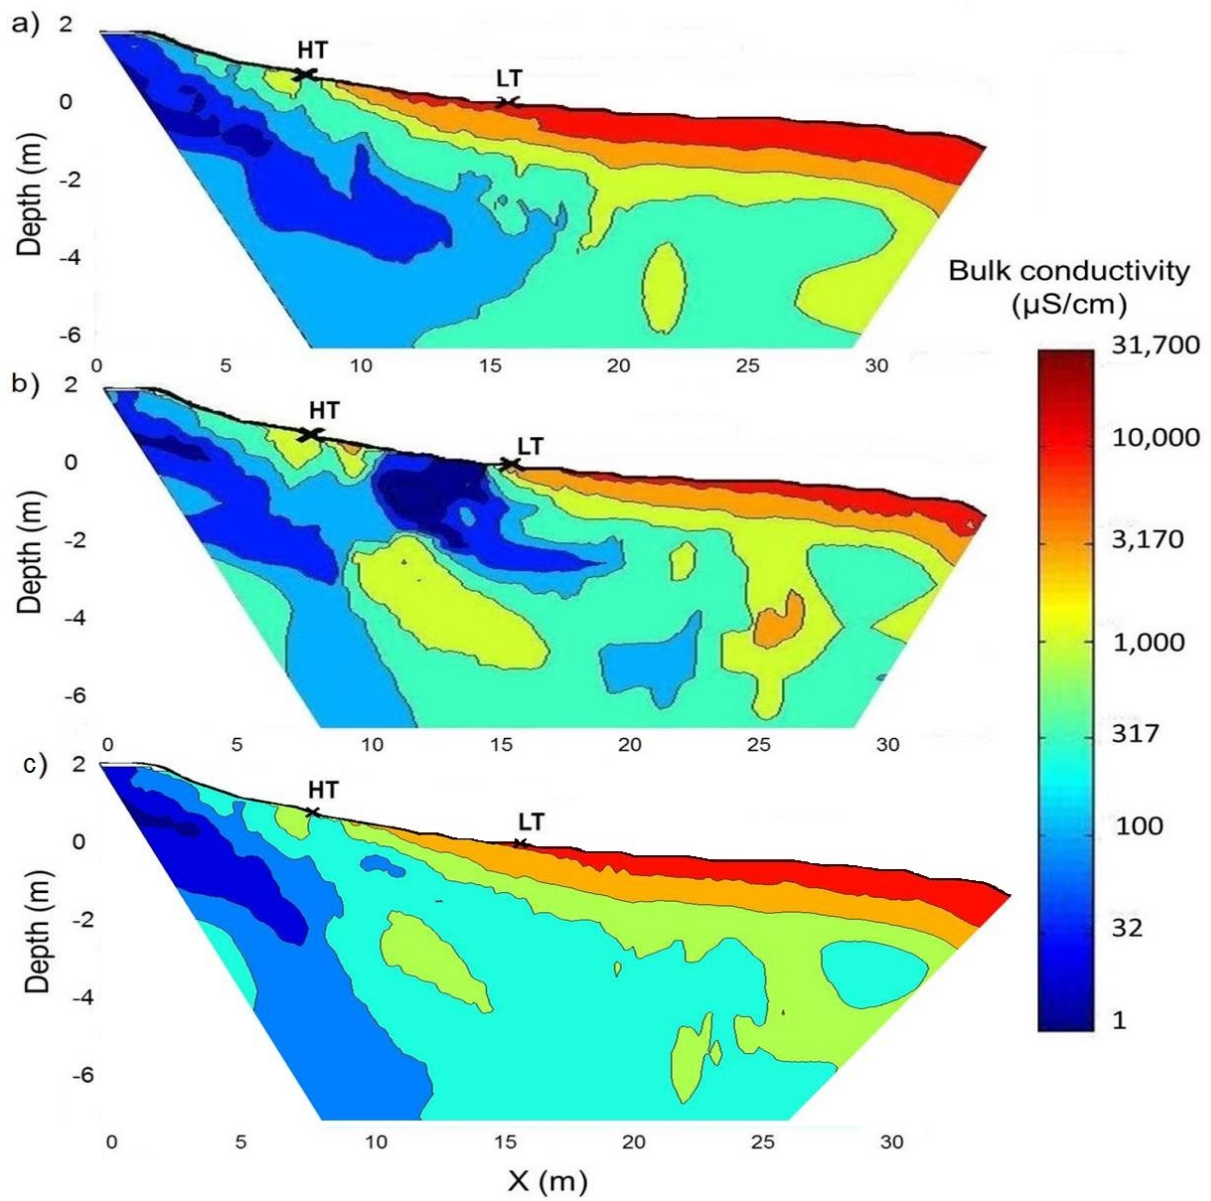 a)
2
0
-2
-4
-6
Depth (m)
HT
LT
0 5 10 15 20 25 30
b)
2
0
-2
-4
-6
Depth (m)
HT
LT
0 5 10 15 20 25 30
c)
2
0
-2
-4
-6
Depth (m)
HT
LT
0 5 10 15 20 25 30
X (m)
Bulk conductivity
(µS/cm)
31,700
10,000
3,170
1,000
317
100
32
1